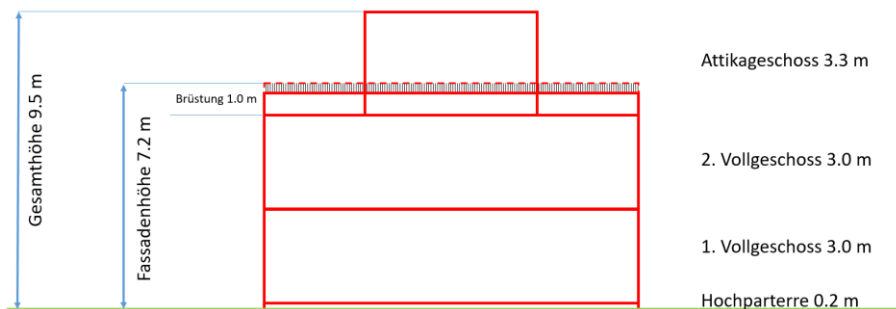 Gesamthöhe 9.5 m
Fassadenhöhe 7.2 m
Brüstung 1.0 m
Attikageschoss 3.3 m
2. Vollgeschoss 3.0 m
1. Vollgeschoss 3.0 m
Hochparterre 0.2 m